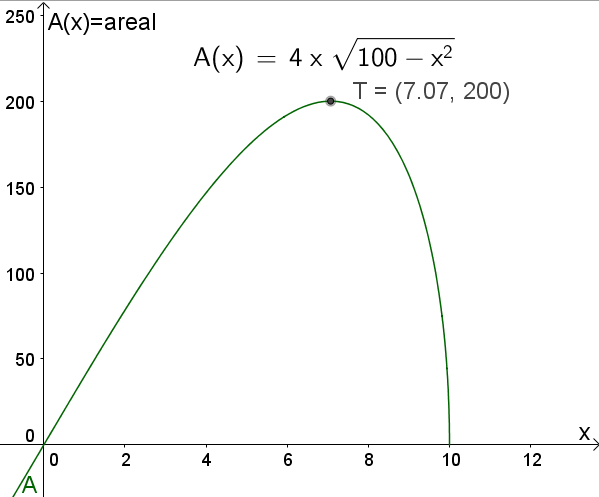 250
A(x)=areal
A(x) = 4 x √(100 − x²)
T = (7.07, 200)
200
150
100
50
0
x
0 2 4 6 8 10 12
A